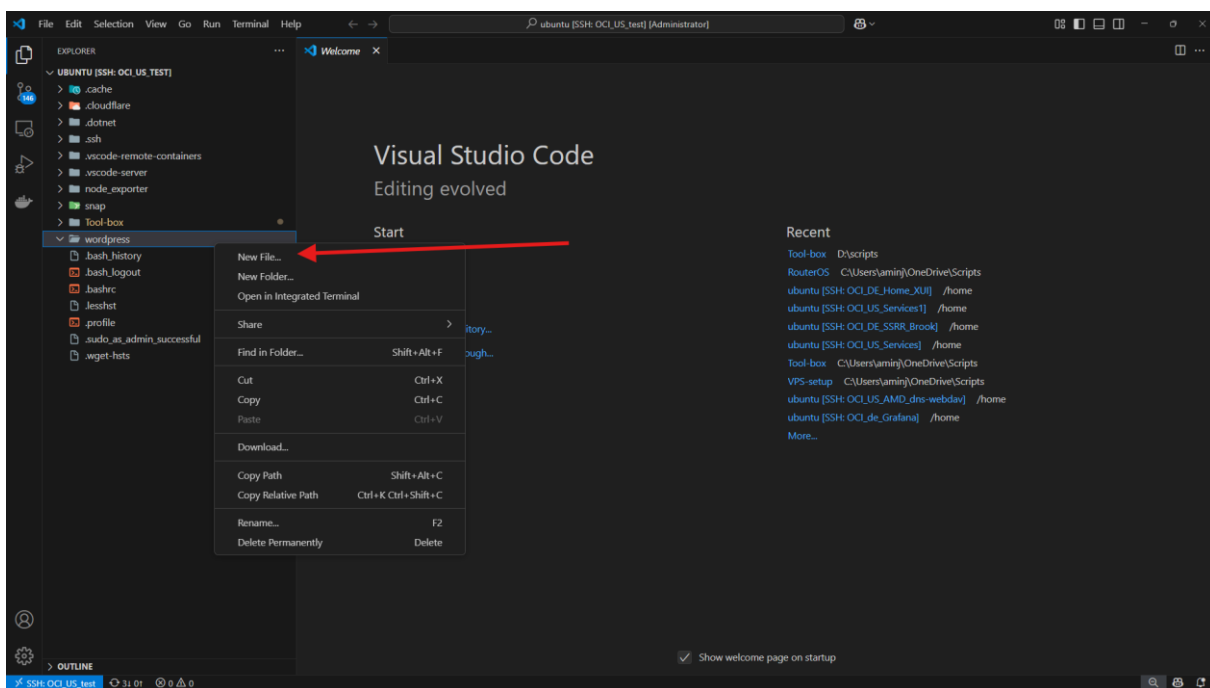 File Edit Selection View Go Run Terminal Help
ubuntu [SSH: OCI_US_test] [Administrator]
EXPLORER
Welcome
UBUNTU [SSH: OCI_US_TEST]
.cache
.cloudflare
.dotnet
.ssh
.vscode-remote-containers
.vscode-server
node_exporter
snap
Tool-box
wordpress
.bash_history
.bash_logout
.bashrc
.lesshst
.profile
.sudo_as_admin_successful
.wget-hsts
146
New File...
New Folder...
Open in Integrated Terminal
Share
Find in Folder... Shift+Alt+F
Cut Ctrl+X
Copy Ctrl+C
Paste Ctrl+V
Download...
Copy Path Shift+Alt+C
Copy Relative Path Ctrl+K Ctrl+Shift+C
Rename... F2
Delete Permanently Delete
Visual Studio Code
Editing evolved
Start
itory...
ough...
Recent
Tool-box D:\scripts
RouterOS C:\Users\aminj\OneDrive\Scripts
ubuntu [SSH: OCI_DE_Home_XUI] /home
ubuntu [SSH: OCI_US_Services1] /home
ubuntu [SSH: OCI_DE_SSRR_Brook] /home
ubuntu [SSH: OCI_US_Services] /home
Tool-box C:\Users\aminj\OneDrive\Scripts
VPS-setup C:\Users\aminj\OneDrive\Scripts
ubuntu [SSH: OCI_US_AMD_dns-webdav] /home
ubuntu [SSH: OCI_de_Grafana] /home
More...
Show welcome page on startup
OUTLINE
SSH: OCI_US_test 3↓ 0↑ 0 0